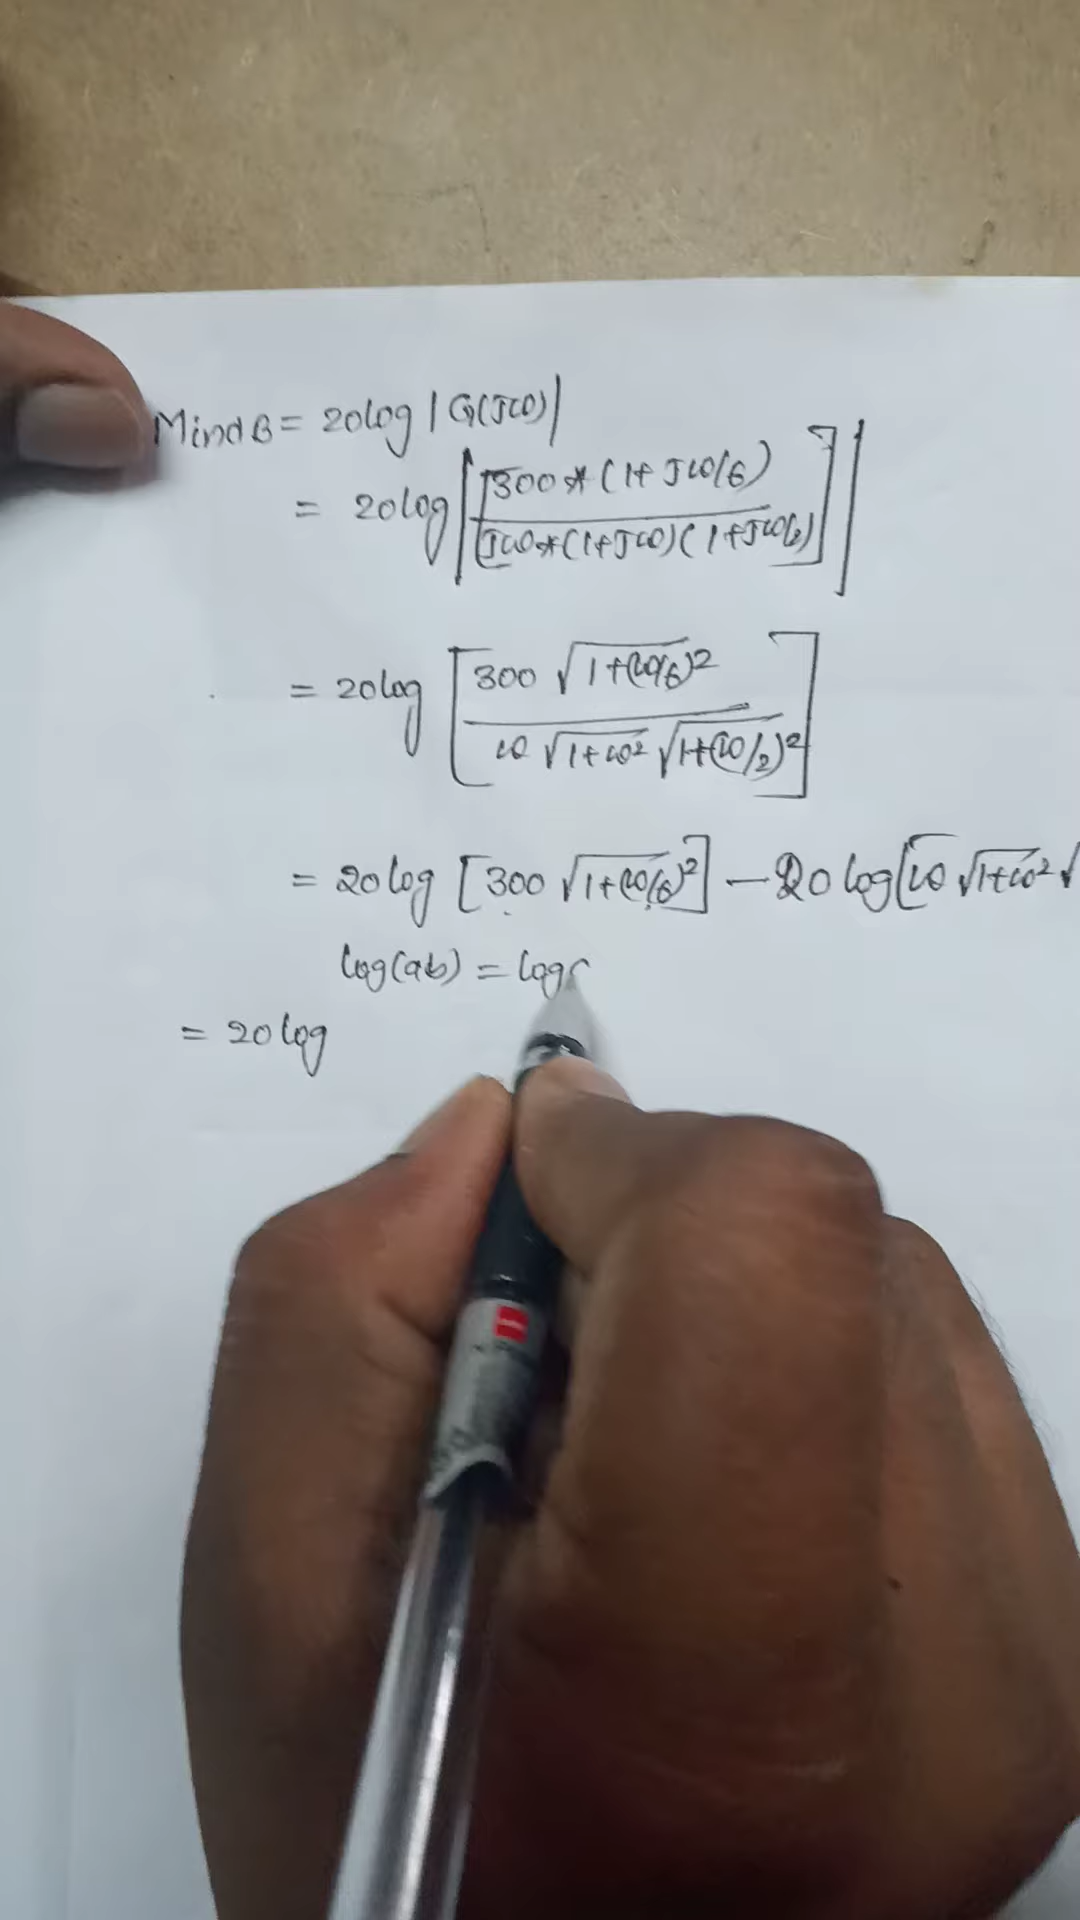 M in dB = 20log |G(jω)|
= 20log |[300*(1+jω/6) / jω*(1+jω)(1+jω/2)]|
= 20log [300 √1+(ω/6)² / ω √1+ω² √1+(ω/2)²]
= 20log [300 √1+(ω/6)²] − 20log[ω √1+ω² √
log(ab) = log
= 20log